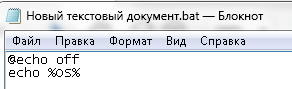 Новый текстовый документ.bat — Блокнот
Файл Правка Формат Вид Справка
@echo off
echo %OS%